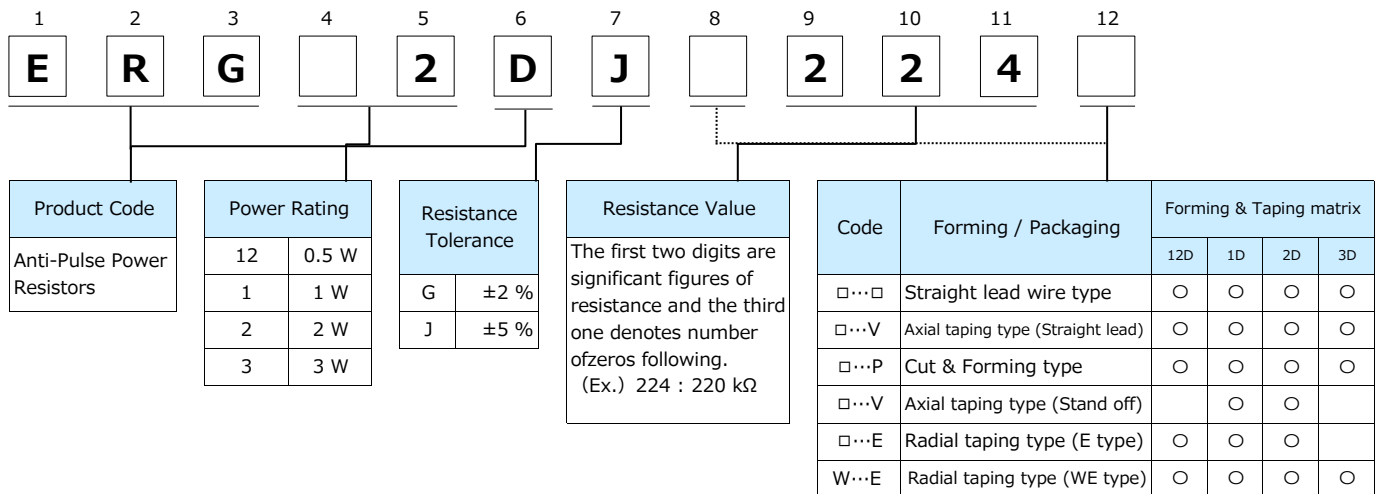 1 2 3 4 5 6 7 8 9 10 11 12
E R G 2 D J 2 2 4
Product Code
Anti-Pulse Power
Resistors
Power Rating
12 0.5 W
1 1 W
2 2 W
3 3 W
Resistance
Tolerance
G ±2 %
J ±5 %
Resistance Value
The first two digits are
significant figures of
resistance and the third
one denotes number
ofzeros following.
(Ex.) 224 : 220 kΩ
Code Forming / Packaging Forming & Taping matrix
12D 1D 2D 3D
□⋯□ Straight lead wire type ○ ○ ○ ○
□⋯V Axial taping type (Straight lead) ○ ○ ○ ○
□⋯P Cut & Forming type ○ ○ ○ ○
□⋯V Axial taping type (Stand off) ○ ○
□⋯E Radial taping type (E type) ○ ○ ○
W⋯E Radial taping type (WE type) ○ ○ ○ ○